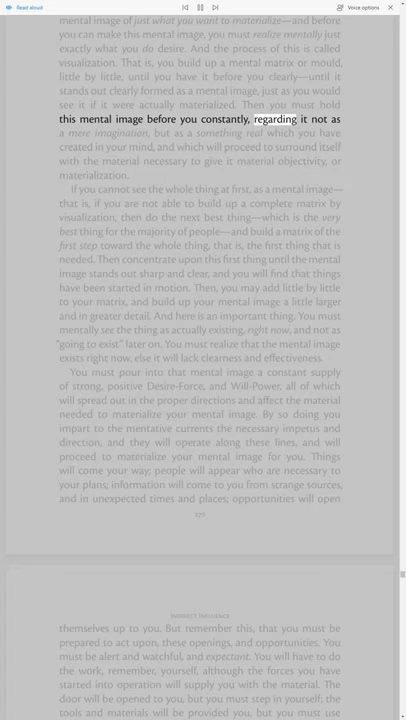 Read aloud
Voice options
mental image of just what you want to materialize—and before
you can make this mental image, you must realize mentally just
exactly what you do desire. And the process of this is called
visualization. That is, you build up a mental matrix or mould,
little by little, until you have it before you clearly—until it
stands out clearly formed as a mental image, just as you would
see it if it were actually materialized. Then you must hold
this mental image before you constantly, regarding it not as
a mere imagination, but as a something real which you have
created in your mind, and which will proceed to surround itself
with the material necessary to give it material objectivity, or
materialization.
If you cannot see the whole thing at first, as a mental image—
that is, if you are not able to build up a complete matrix by
visualization, then do the next best thing—which is the very
best thing for the majority of people—and build a matrix of the
first step toward the whole thing, that is, the first thing that is
needed. Then concentrate upon this first thing until the mental
image stands out sharp and clear, and you will find that things
have been started in motion. Then, you may add little by little
to your matrix, and build up your mental image a little larger
and in greater detail. And here is an important thing. You must
mentally see the thing as actually existing, right now, and not as
"going to exist" later on. You must realize that the mental image
exists right now, else it will lack clearness and effectiveness.
You must pour into that mental image a constant supply
of strong, positive Desire-Force, and Will-Power, all of which
will spread out in the proper directions and affect the material
needed to materialize your mental image. By so doing you
impart to the mentative currents the necessary impetus and
direction, and they will operate along these lines, and will
proceed to materialize your mental image for you. Things
will come your way; people will appear who are necessary to
your plans; information will come to you from strange sources,
and in unexpected times and places; opportunities will open
INDIRECT INFLUENCE
themselves up to you. But remember this, that you must be
prepared to act upon, these openings, and opportunities. You
must be alert and watchful, and expectant. You will have to do
the work, remember, yourself, although the forces you have
started into operation will supply you with the material. The
door will be opened to you, but you must step in yourself; the
tools and materials will be provided you, but you must use